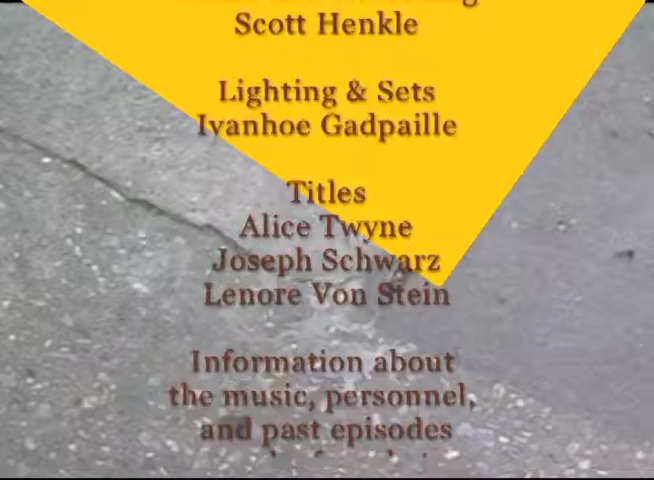 Scott Henkle
Lighting & Sets
Ivanhoe Gadpaille
Titles
Alice Twyne
Joseph Schwarz
Lenore Von Stein
Information about
the music, personnel,
and past episodes